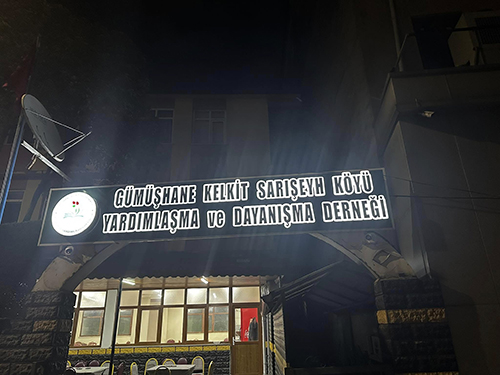 GÜMÜŞHANE KELKİT SARIŞEYH KÖYÜ
YARDIMLAŞMA ve DAYANIŞMA DERNEĞİ